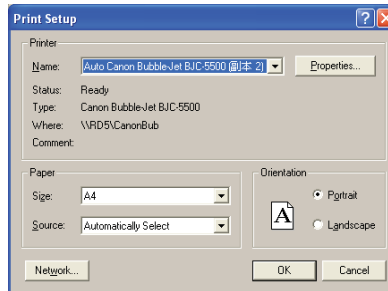 Print Setup
Printer
Name: Auto Canon Bubble-Jet BJC-5500 (副本 2) Properties...
Status: Ready
Type: Canon Bubble-Jet BJC-5500
Where: \\RD5\CanonBub
Comment:
Paper Orientation
Size: A4 Portrait
A
Source: Automatically Select Landscape
Network... OK Cancel